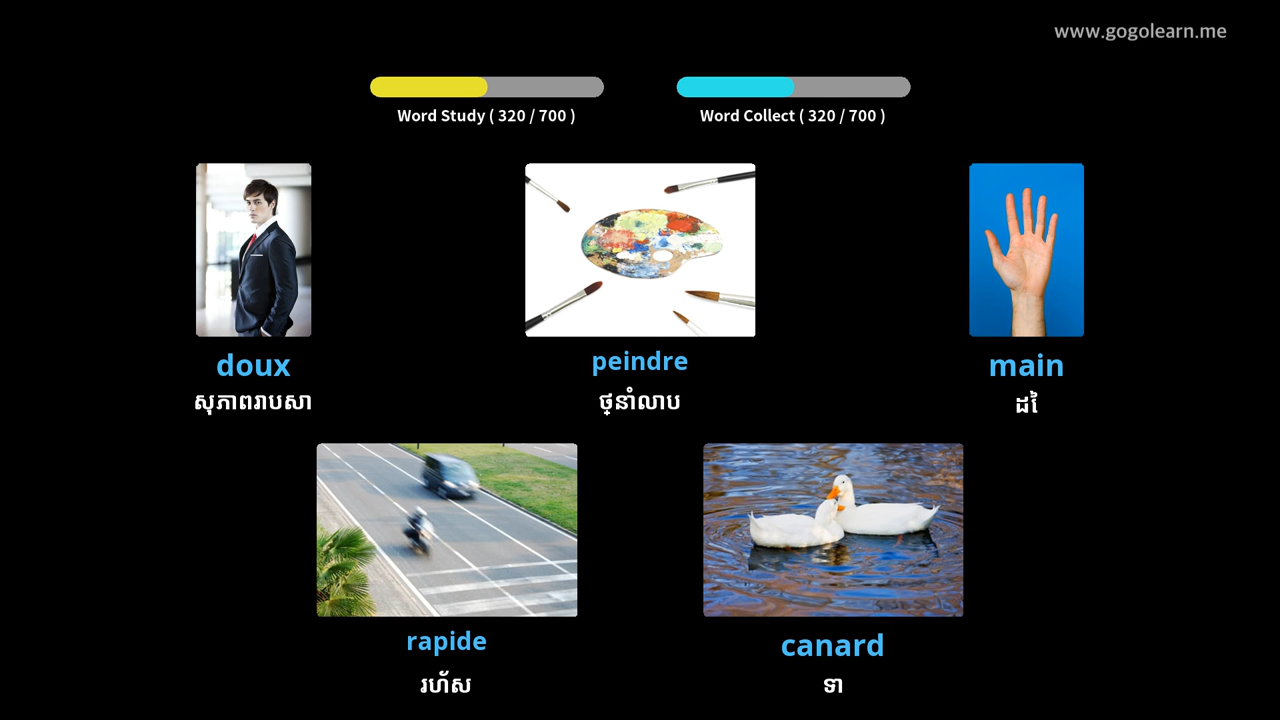 www.gogolearn.me
Word Study ( 320 / 700 )
Word Collect ( 320 / 700 )
doux
សុភាពរាបសា
peindre
ថ្នាំលាប
main
ដៃ
rapide
រហ័ស
canard
ទា